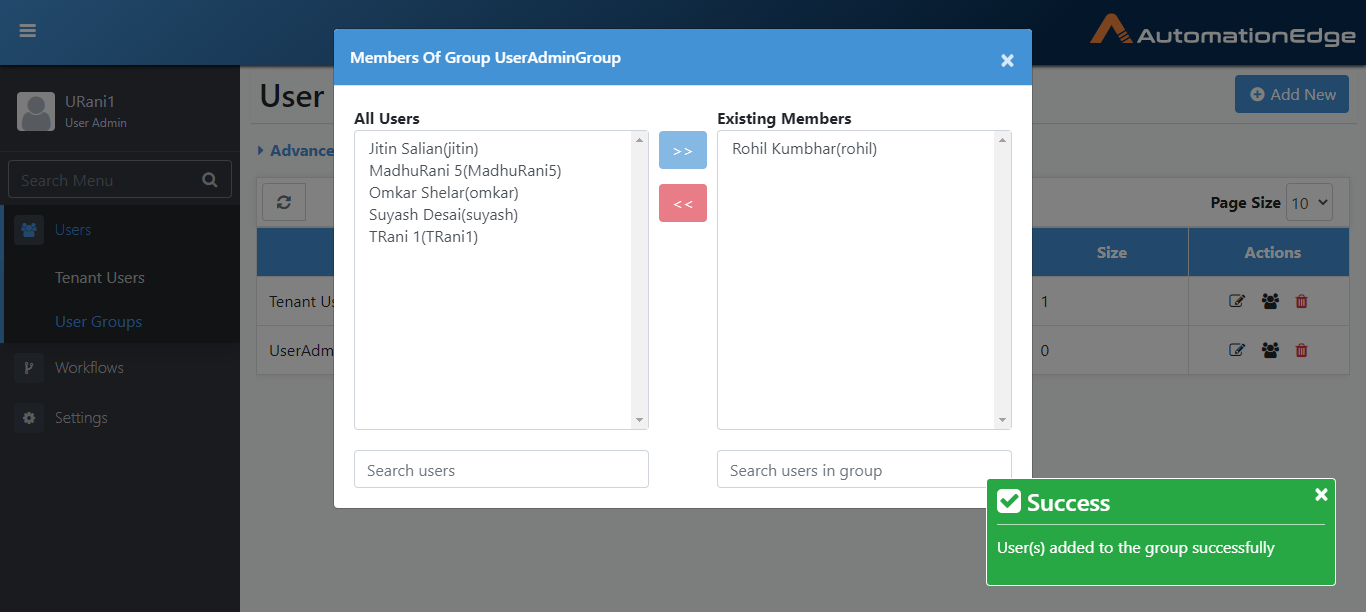 AutomationEdge
Members Of Group UserAdminGroup
×
URani1
User Admin
Search Menu
Users
Tenant Users
User Groups
Workflows
Settings
User
Add New
Advance
Page Size 10
Size Actions
Tenant Us 1
UserAdm 0
All Users
Jitin Salian(jitin)
MadhuRani 5(MadhuRani5)
Omkar Shelar(omkar)
Suyash Desai(suyash)
TRani 1(TRani1)
>>
<<
Existing Members
Rohil Kumbhar(rohil)
Search users
Search users in group
Success
×
User(s) added to the group successfully